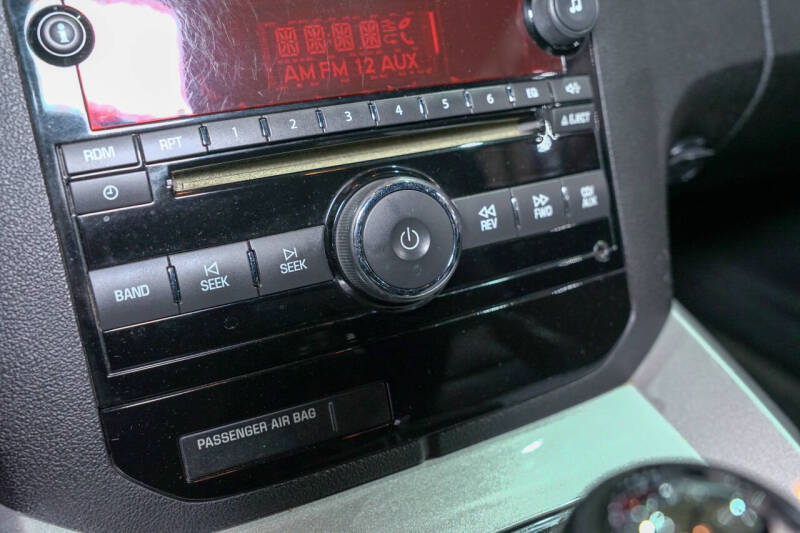 AM FM 12 AUX
RDM RPT 1 2 3 4 5 6 EQ
EJECT
REV FWD CD/AUX
BAND SEEK SEEK
PASSENGER AIR BAG